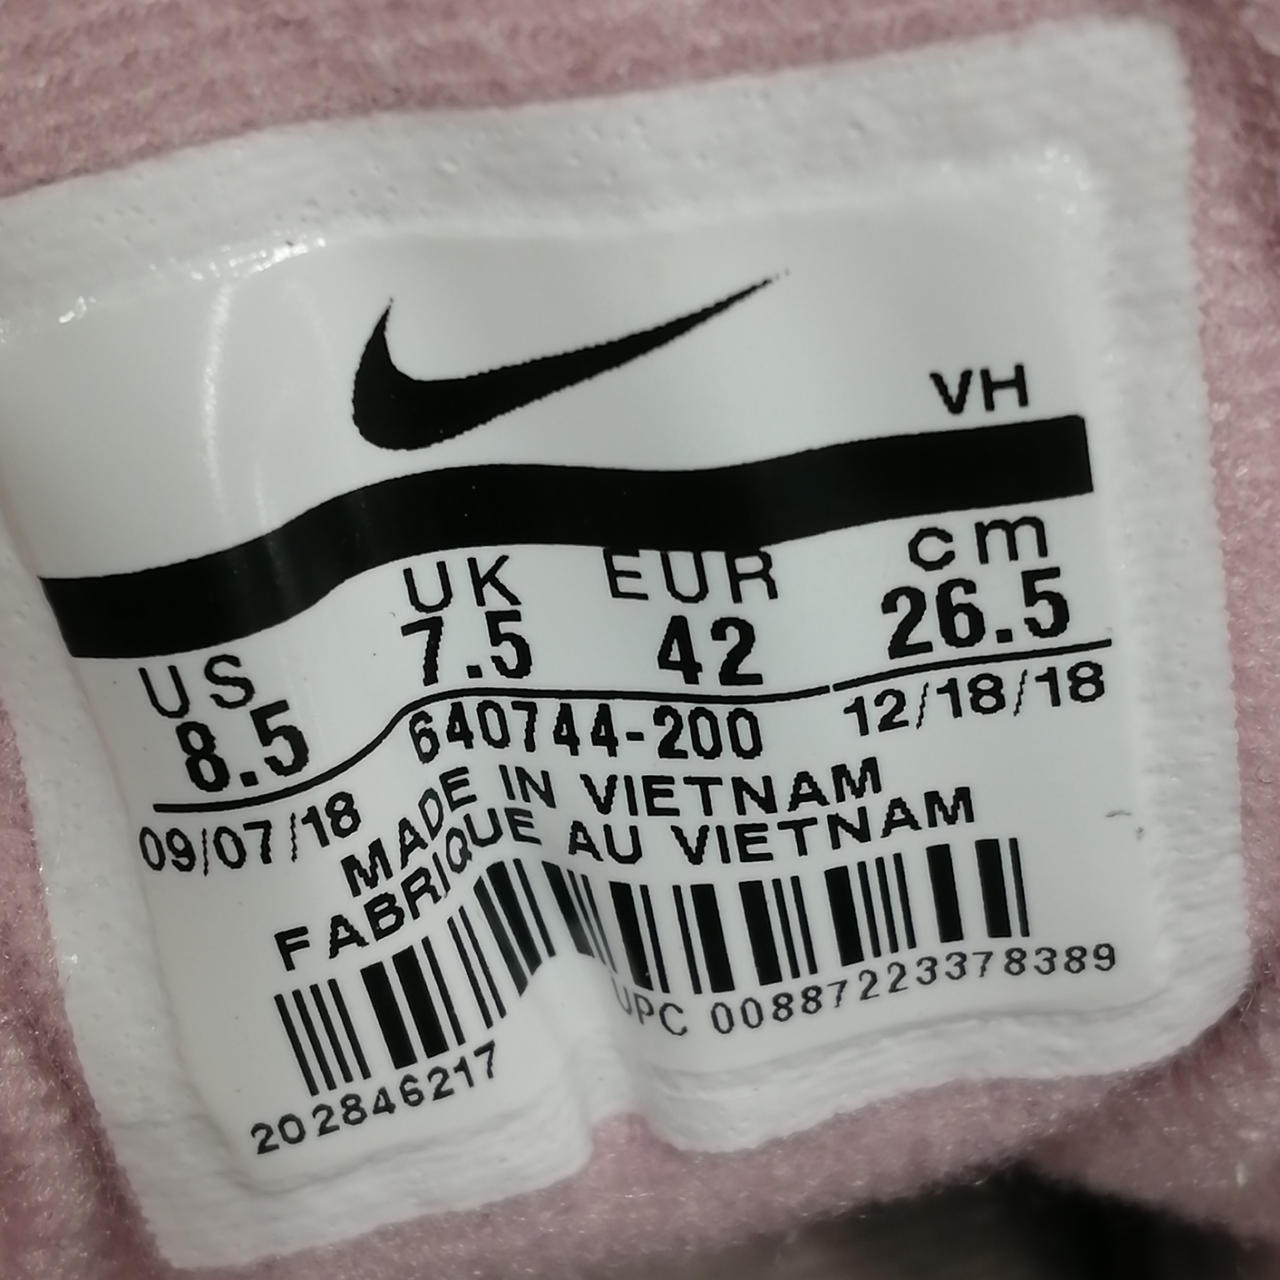 VH
US UK EUR cm
8.5 7.5 42 26.5
09/07/18 640744-200 12/18/18
MADE IN VIETNAM
FABRIQUE AU VIETNAM
202846217 UPC 00887223378389